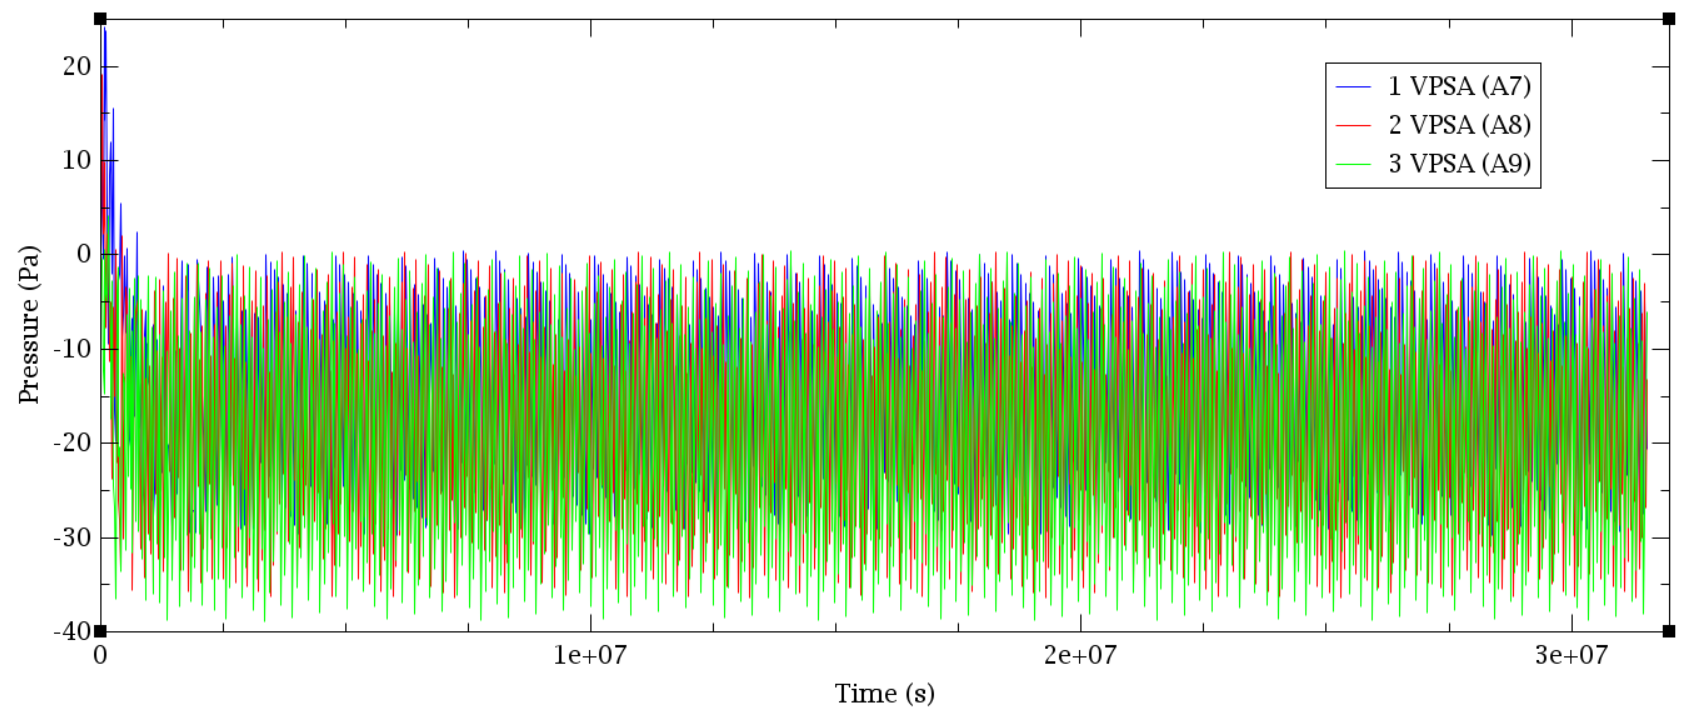 20
10
0
-10
-20
-30
-40
Pressure (Pa)
1 VPSA (A7)
2 VPSA (A8)
3 VPSA (A9)
0
1e+07
2e+07
3e+07
Time (s)